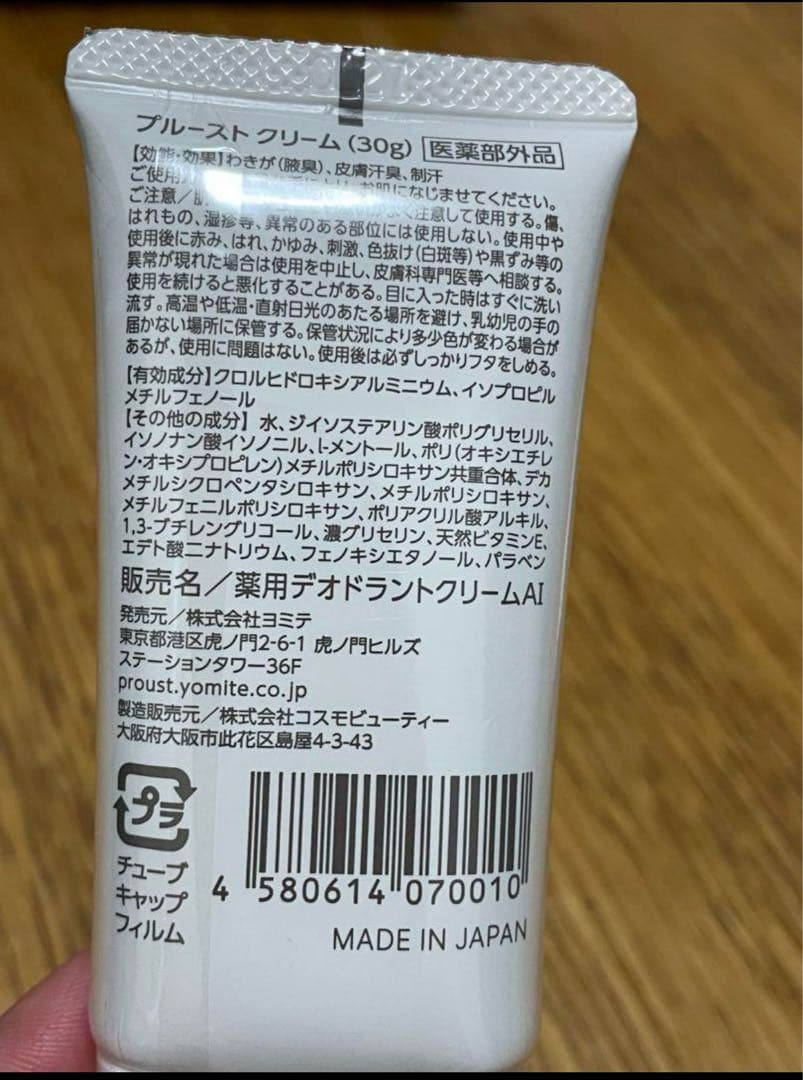 プルースト クリーム（30g） 医薬部外品
【効能・効果】わきが（腋臭）、皮膚汗臭、制汗
ご使用 お肌になじませてください。
ご注意／肌 よく注意して使用する。傷、
はれもの、湿疹等、異常のある部位には使用しない。使用中や
使用後に赤み、はれ、かゆみ、刺激、色抜け（白斑等）や黒ずみ等の
異常が現れた場合は使用を中止し、皮膚科専門医等へ相談する。
使用を続けると悪化することがある。目に入った時はすぐに洗い
流す。高温や低温・直射日光のあたる場所を避け、乳幼児の手の
届かない場所に保管する。保管状況により多少色が変わる場合が
あるが、使用に問題はない。使用後は必ずしっかりフタをしめる。
【有効成分】クロルヒドロキシアルミニウム、イソプロピル
メチルフェノール
【その他の成分】 水、ジイソステアリン酸ポリグリセリル、
イソノナン酸イソノニル、l-メントール、ポリ（オキシエチレ
ン・オキシプロピレン）メチルポリシロキサン共重合体、デカ
メチルシクロペンタシロキサン、メチルポリシロキサン、
メチルフェニルポリシロキサン、ポリアクリル酸アルキル、
1,3-ブチレングリコール、濃グリセリン、天然ビタミンE、
エデト酸二ナトリウム、フェノキシエタノール、パラベン
販売名／薬用デオドラントクリームAI
発売元／株式会社ヨミテ
東京都港区虎ノ門2-6-1 虎ノ門ヒルズ
ステーションタワー36F
proust.yomite.co.jp
製造販売元／株式会社コスモビューティー
大阪府大阪市此花区島屋4-3-43
プラ
チューブ
キャップ
フィルム
4 580614 070010
MADE IN JAPAN